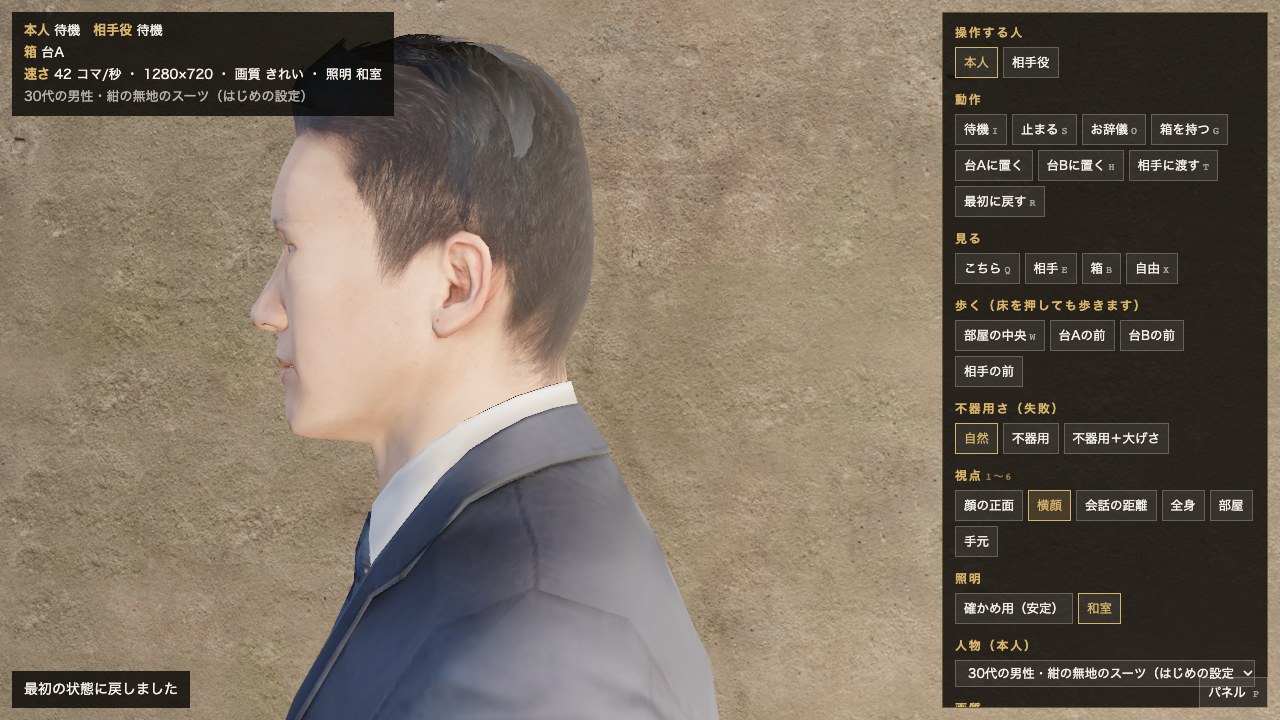 本人 待機 相手役 待機
箱 台A
速さ 42 コマ/秒 ・ 1280×720 ・ 画質 きれい ・ 照明 和室
30代の男性・紺の無地のスーツ（はじめの設定）
最初の状態に戻しました
操作する人
本人 相手役
動作
待機 I 止まる S お辞儀 O 箱を持つ G
台Aに置く 台Bに置く H 相手に渡す T
最初に戻す R
見る
こちら Q 相手 E 箱 B 自由 X
歩く（床を押しても歩きます）
部屋の中央 W 台Aの前 台Bの前
相手の前
不器用さ（失敗）
自然 不器用 不器用＋大げさ
視点 1〜6
顔の正面 横顔 会話の距離 全身 部屋
手元
照明
確かめ用（安定） 和室
人物（本人）
30代の男性・紺の無地のスーツ（はじめの設定
パネル P